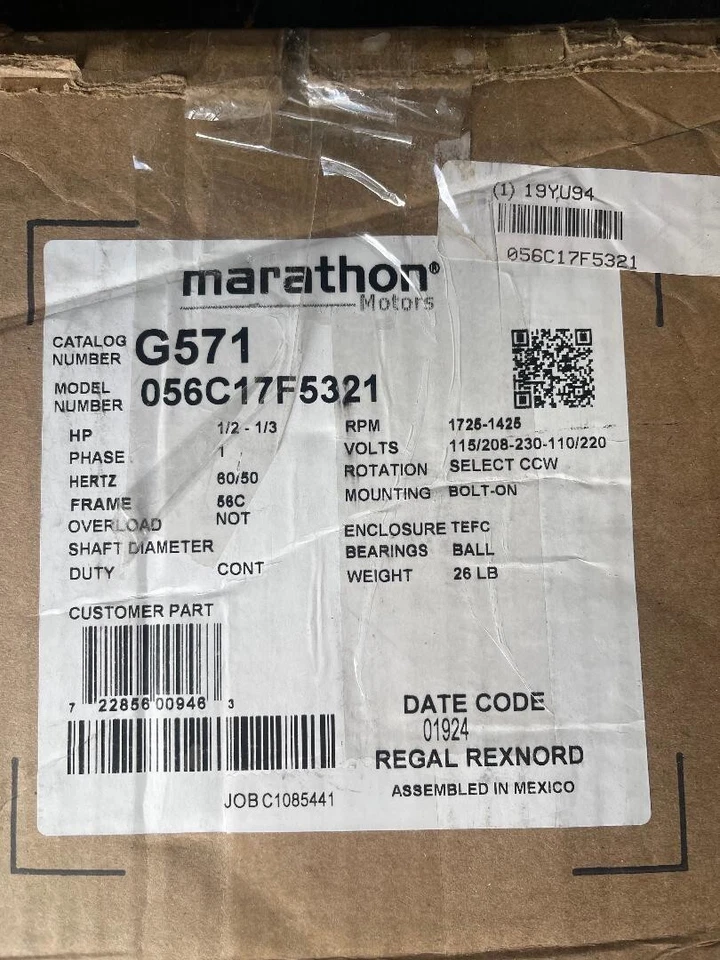 (1) 19YU94
056C17F5321
marathon®
Motors
CATALOG NUMBER G571
MODEL NUMBER 056C17F5321
HP 1/2 - 1/3
PHASE 1
HERTZ 60/50
FRAME 56C
OVERLOAD NOT
SHAFT DIAMETER
DUTY CONT
RPM 1725-1425
VOLTS 115/208-230-110/220
ROTATION SELECT CCW
MOUNTING BOLT-ON
ENCLOSURE TEFC
BEARINGS BALL
WEIGHT 26 LB
CUSTOMER PART
7 22856 00946 3
JOB C1085441
DATE CODE
01924
REGAL REXNORD
ASSEMBLED IN MEXICO